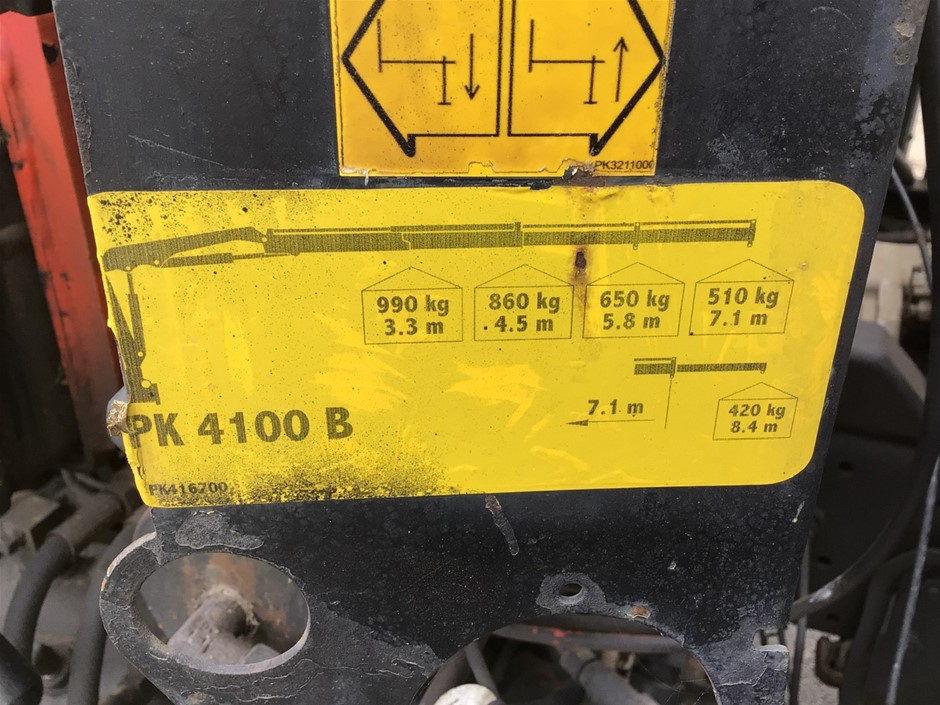 PK3211000
990 kg
3.3 m
860 kg
4.5 m
650 kg
5.8 m
510 kg
7.1 m
7.1 m
420 kg
8.4 m
PK 4100 B
PK416700